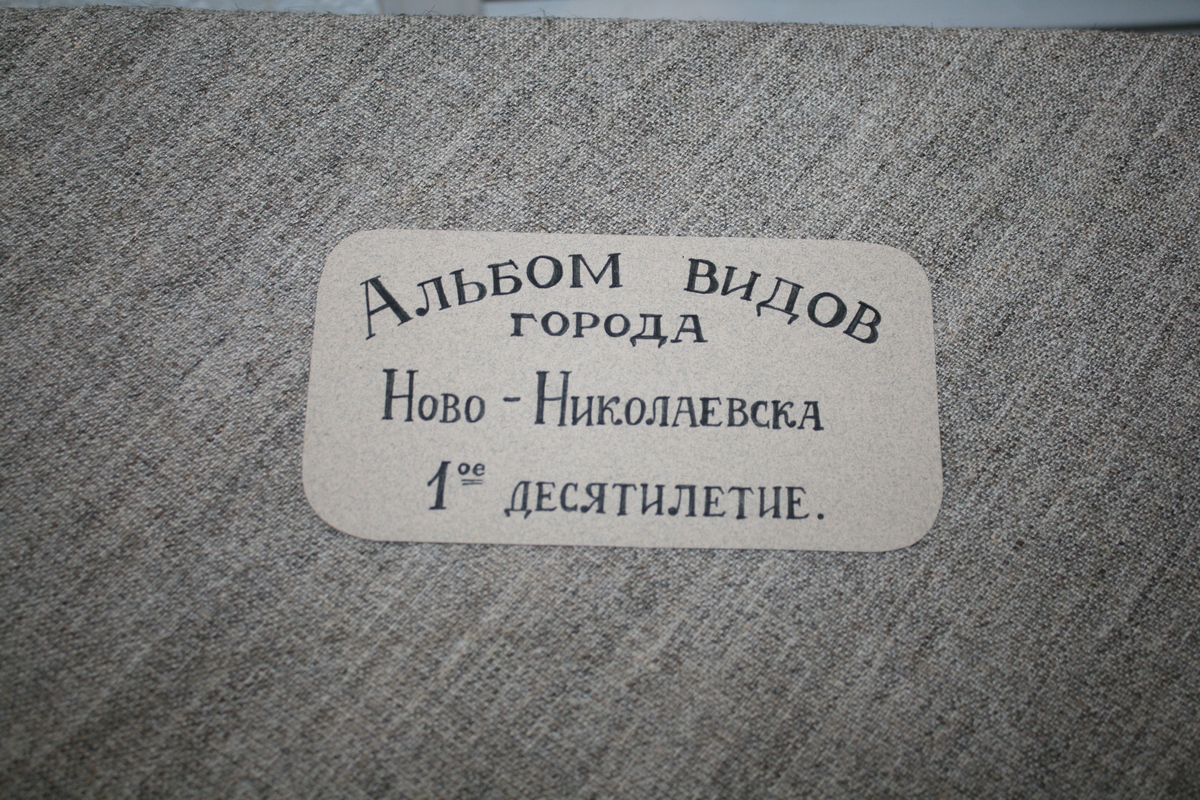 Альбом видов
города
Ново-Николаевска
1ое десятилетие.